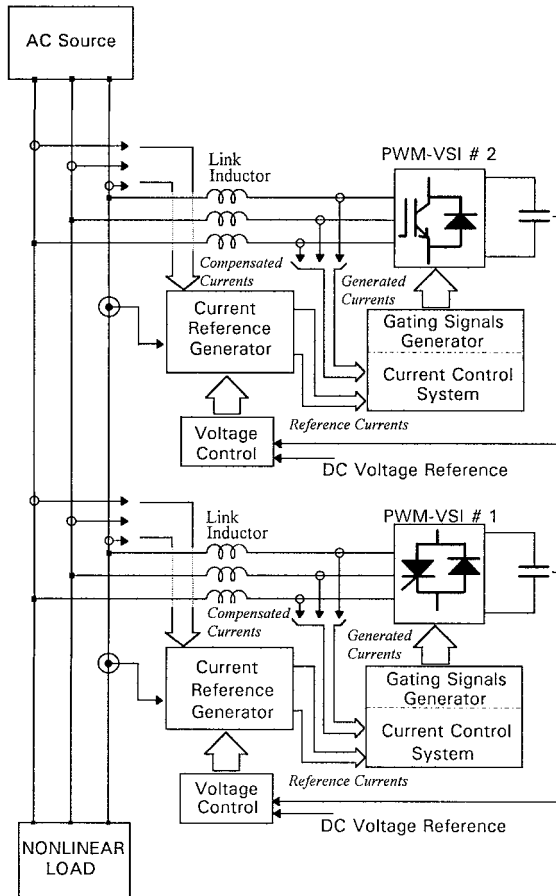 AC Source
Link
Inductor
PWM-VSI # 2
Compensated
Currents
Generated
Currents
Current
Reference
Generator
Gating Signals
Generator
Current Control
System
Reference Currents
Voltage
Control
DC Voltage Reference
Link
Inductor
PWM-VSI # 1
Compensated
Currents
Generated
Currents
Current
Reference
Generator
Gating Signals
Generator
Current Control
System
Reference Currents
Voltage
Control
DC Voltage Reference
NONLINEAR
LOAD